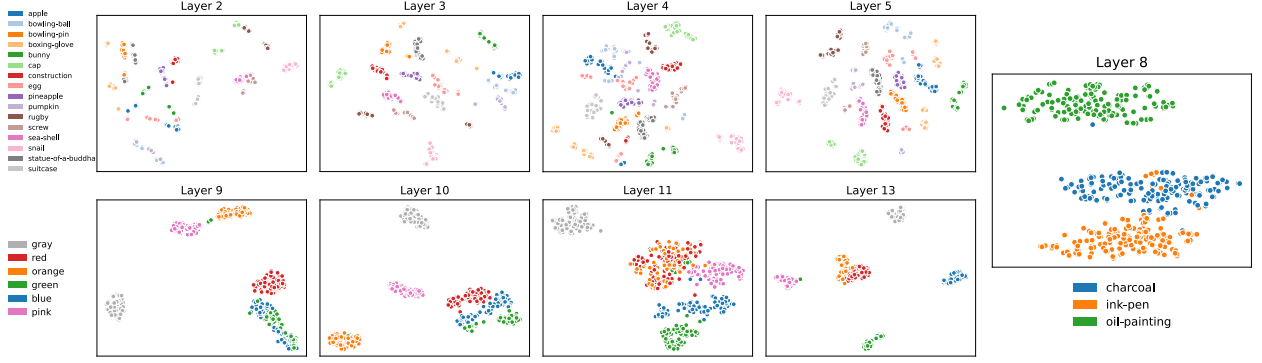 Layer 2
Layer 3
Layer 4
Layer 5
apple
bowling-ball
bowling-pin
boxing-glove
bunny
cap
construction
egg
pineapple
pumpkin
rugby
screw
sea-shell
snail
statue-of-a-buddha
suitcase
Layer 8
Layer 9
Layer 10
Layer 11
Layer 13
gray
red
orange
green
blue
pink
charcoal
ink-pen
oil-painting